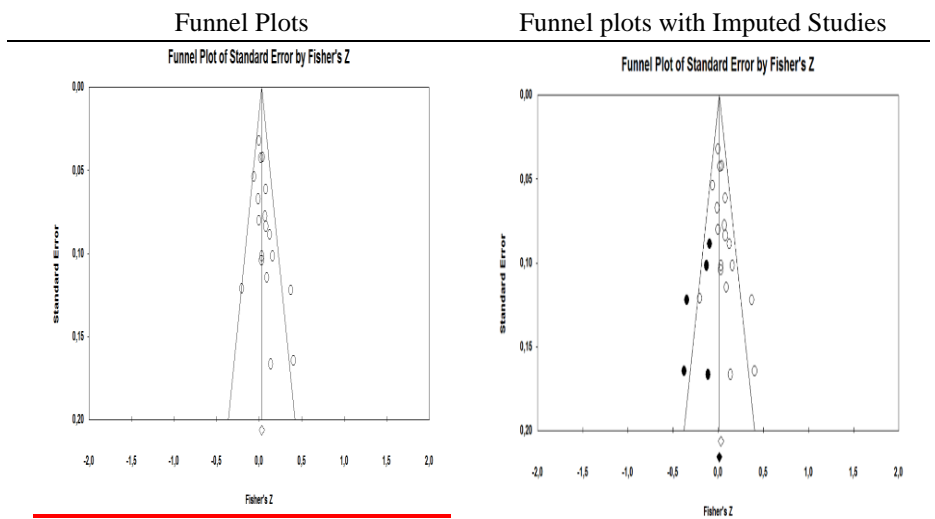 Funnel Plots
Funnel plots with Imputed Studies
Funnel Plot of Standard Error by Fisher's Z
0,00
0,05
0,10
0,15
0,20
Standard Error
-2,0 -1,5 -1,0 -0,5 0,0 0,5 1,0 1,5 2,0
Fisher's Z
Funnel Plot of Standard Error by Fisher's Z
0,00
0,05
0,10
0,15
0,20
Standard Error
-2,0 -1,5 -1,0 -0,5 0,0 0,5 1,0 1,5 2,0
Fisher's Z